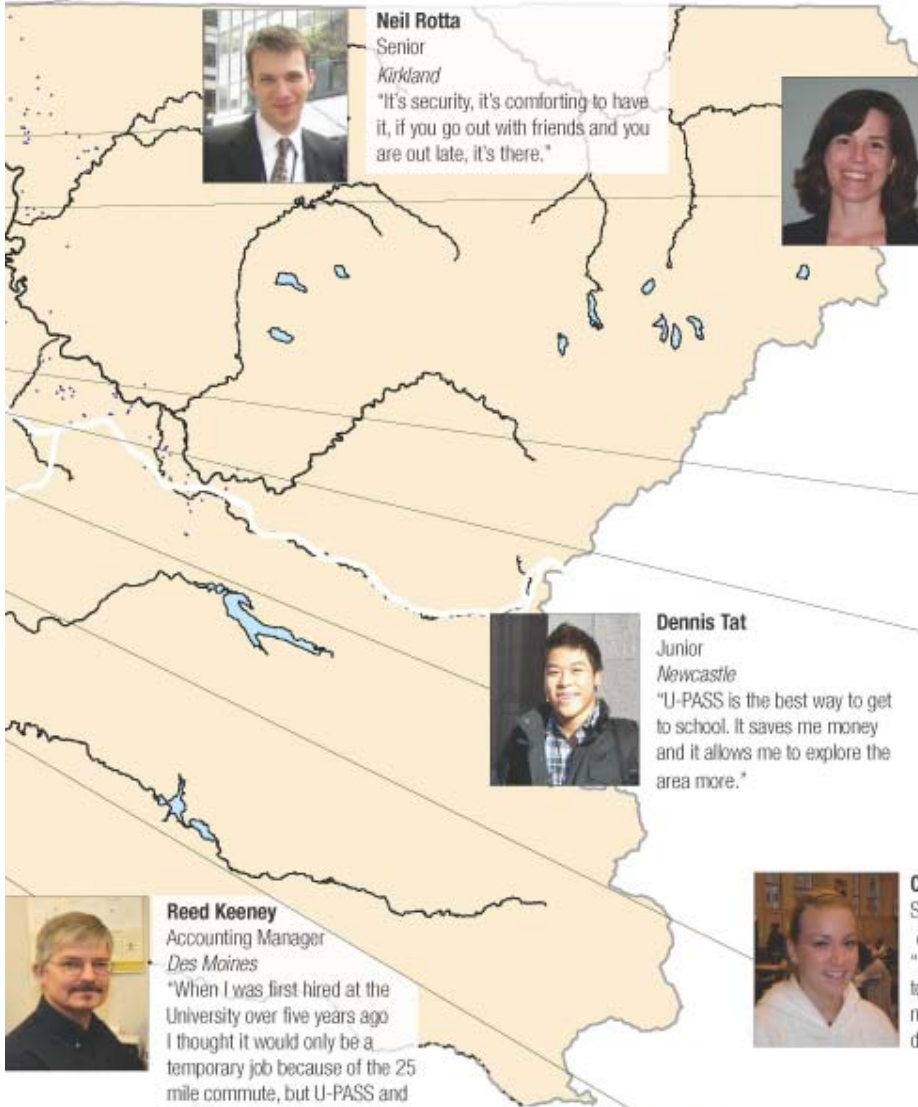 Neil Rotta
Senior
Kirkland
"It's security, it's comforting to have
it, if you go out with friends and you
are out late, it's there."
Dennis Tat
Junior
Newcastle
"U-PASS is the best way to get
to school. It saves me money
and it allows me to explore the
area more."
Reed Keeney
Accounting Manager
Des Moines
"When I was first hired at the
University over five years ago
I thought it would only be a
temporary job because of the 25
mile commute, but U-PASS and